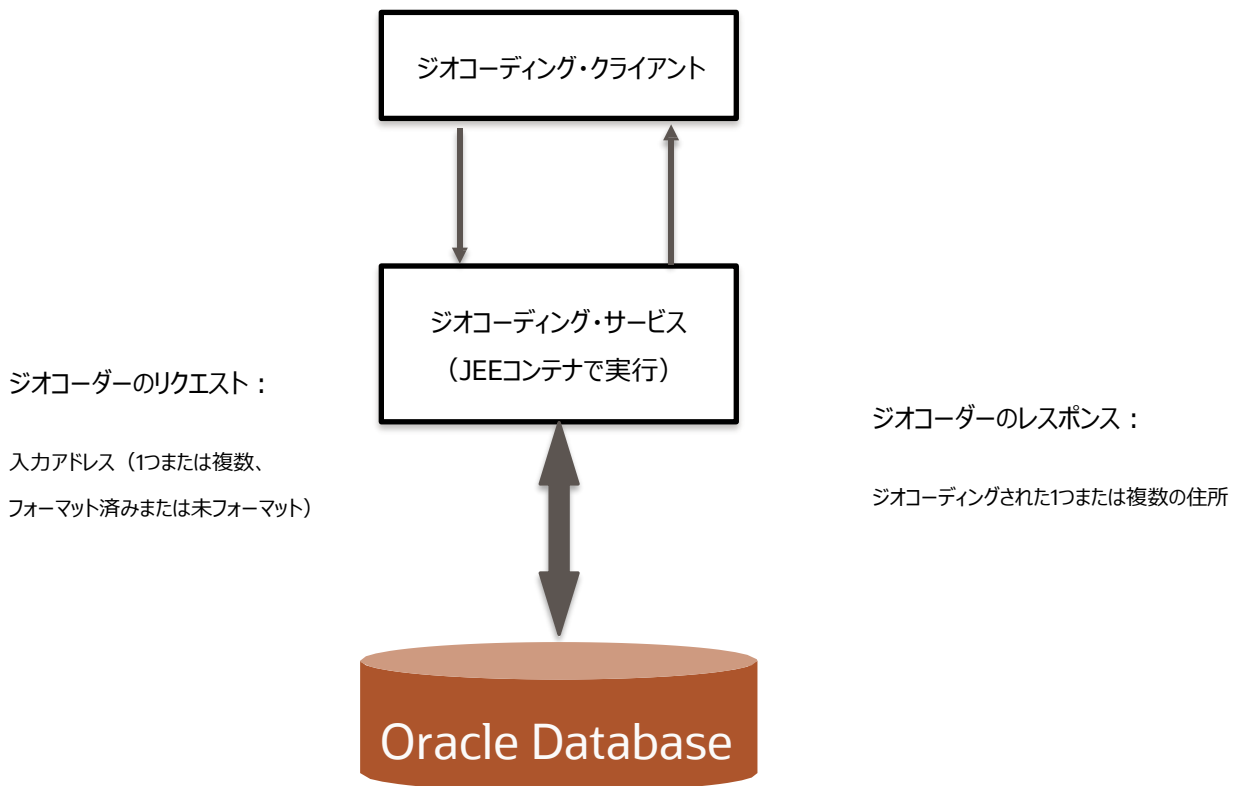 ジオコーディング・クライアント
ジオコーディング・サービス
（JEEコンテナで実行）
ジオコーダーのリクエスト：
入力アドレス（1つまたは複数、
フォーマット済みまたは未フォーマット）
ジオコーダーのレスポンス：
ジオコーディングされた1つまたは複数の住所
Oracle Database